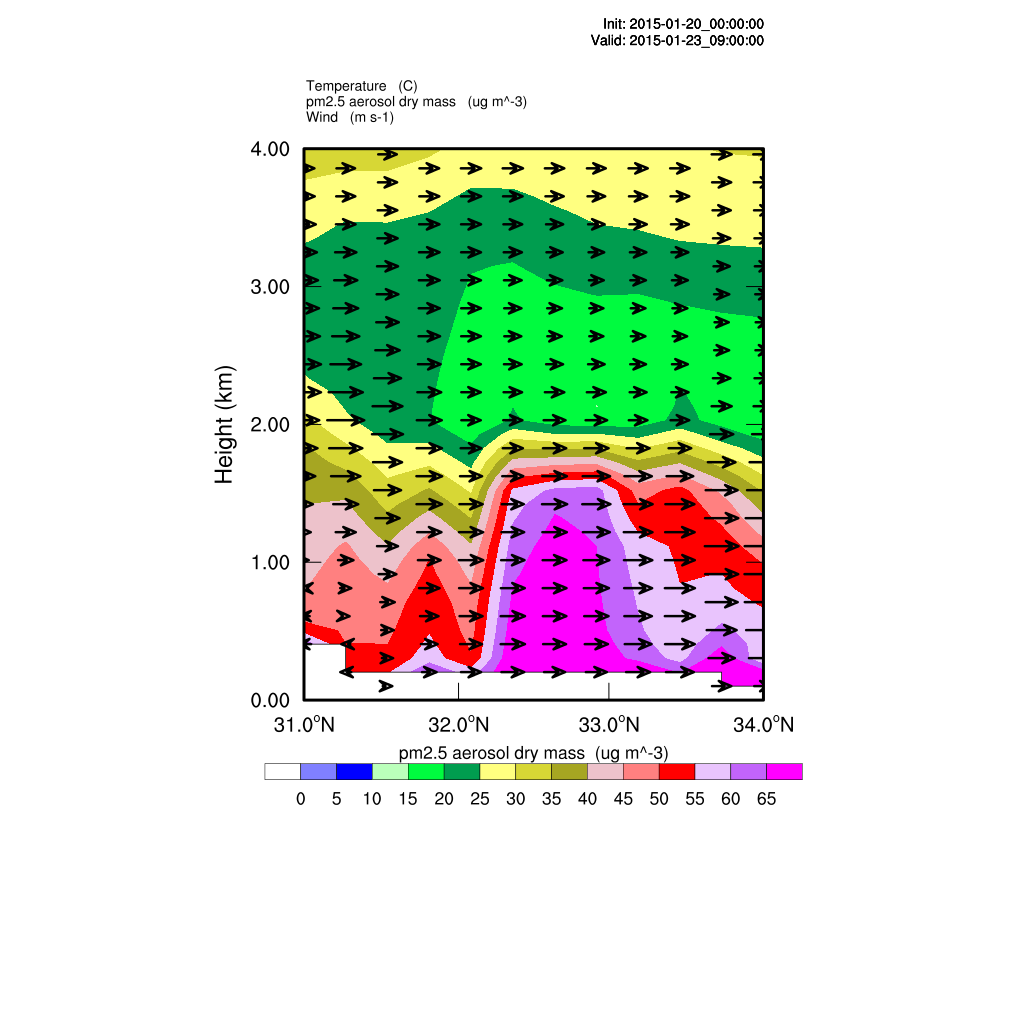 Init: 2015-01-20_00:00:00
Valid: 2015-01-23_09:00:00
Temperature (C)
pm2.5 aerosol dry mass (ug m^-3)
Wind (m s-1)
4.00
3.00
2.00
1.00
0.00
Height (km)
31.0°N 32.0°N 33.0°N 34.0°N
pm2.5 aerosol dry mass (ug m^-3)
0 5 10 15 20 25 30 35 40 45 50 55 60 65